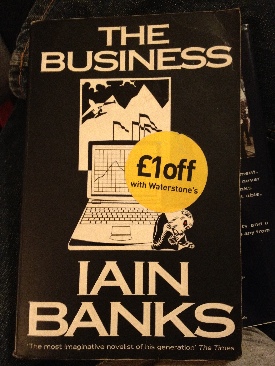 THE
BUSINESS
£1off
with Waterstone's
IAIN
BANKS
'The most imaginative novelist of his generation' The Times